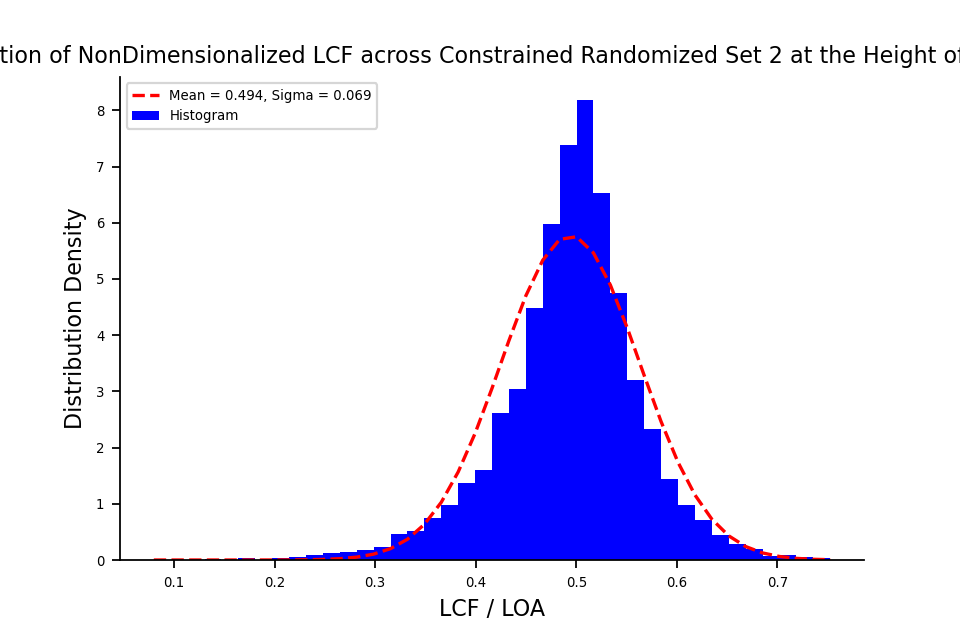 tion of NonDimensionalized LCF across Constrained Randomized Set 2 at the Height of
Mean = 0.494, Sigma = 0.069
Histogram
Distribution Density
8
7
6
5
4
3
2
1
0
0.1 0.2 0.3 0.4 0.5 0.6 0.7
LCF / LOA